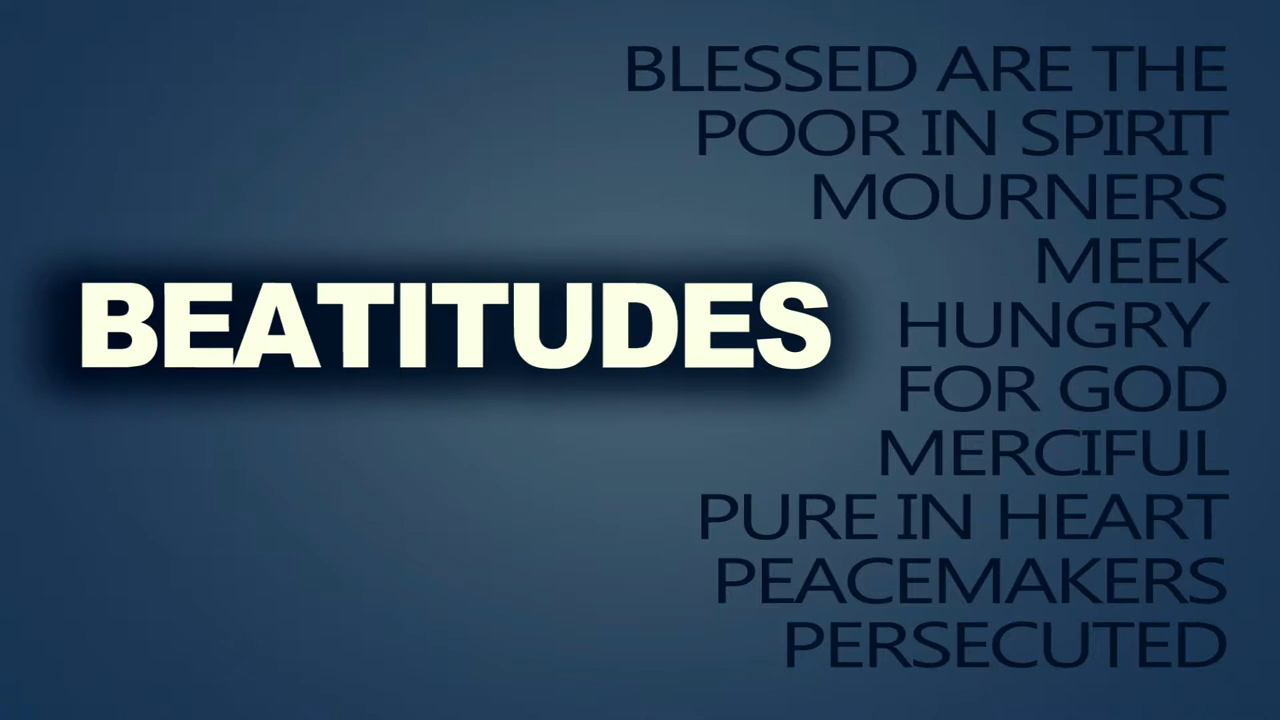 BEATITUDES
BLESSED ARE THE
POOR IN SPIRIT
MOURNERS
MEEK
HUNGRY
FOR GOD
MERCIFUL
PURE IN HEART
PEACEMAKERS
PERSECUTED